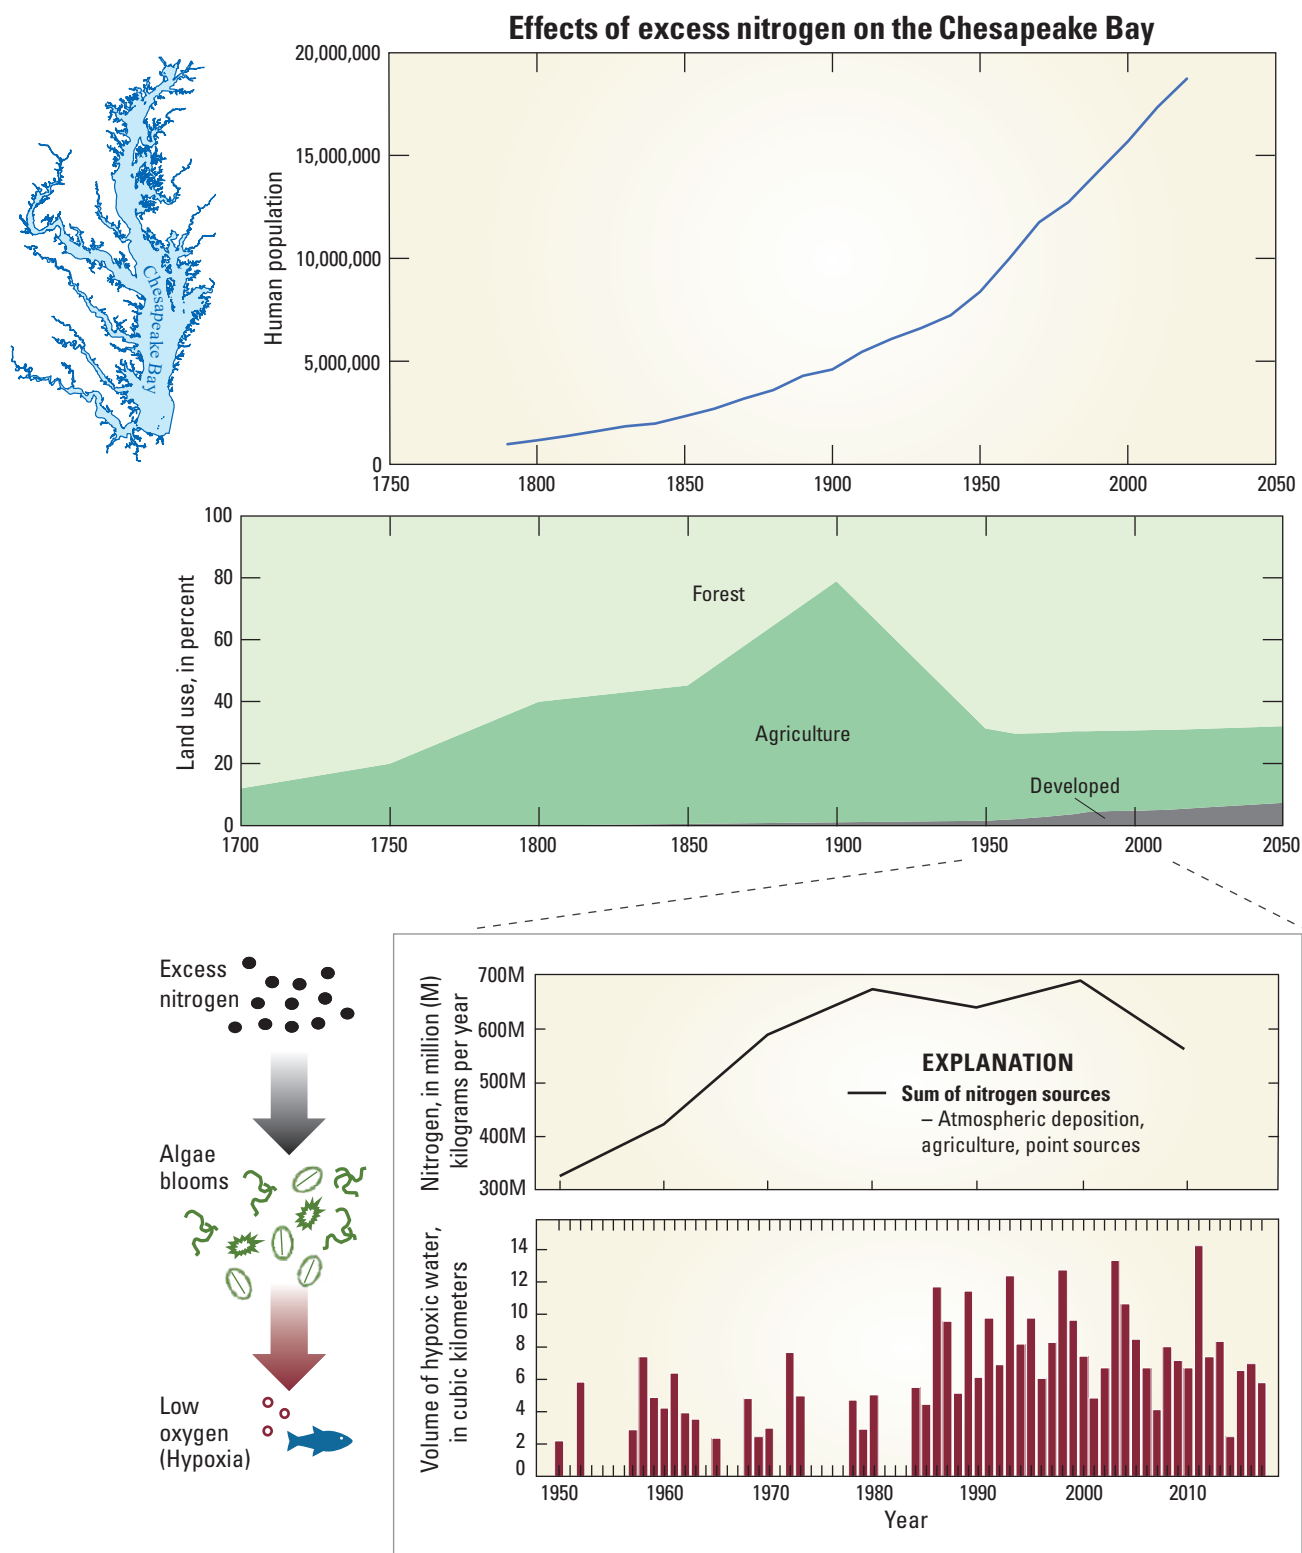 Effects of excess nitrogen on the Chesapeake Bay
Chesapeake Bay
Human population
20,000,000
15,000,000
10,000,000
5,000,000
0
1750
1800
1850
1900
1950
2000
2050
Land use, in percent
100
80
60
40
20
0
Forest
Agriculture
Developed
1700
1750
1800
1850
1900
1950
2000
2050
Excess
nitrogen
Algae
blooms
Low
oxygen
(Hypoxia)
Nitrogen, in million (M)
kilograms per year
700M
600M
500M
400M
300M
EXPLANATION
Sum of nitrogen sources
– Atmospheric deposition,
agriculture, point sources
Volume of hypoxic water,
in cubic kilometers
14
12
10
8
6
4
2
0
1950
1960
1970
1980
1990
2000
2010
Year